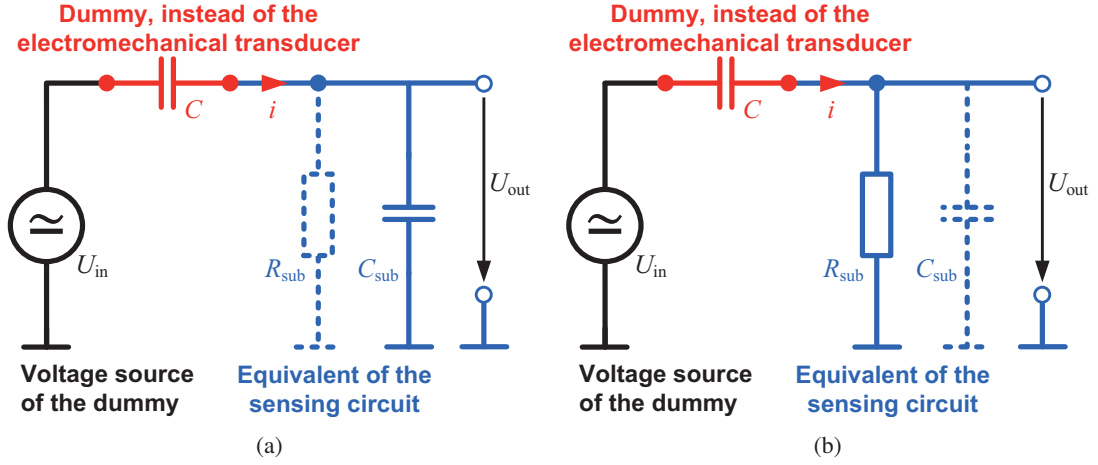 Dummy, instead of the
electromechanical transducer
C
i
U_out
U_in
R_sub
C_sub
Voltage source
of the dummy
Equivalent of the
sensing circuit
(a)
Dummy, instead of the
electromechanical transducer
C
i
U_out
U_in
R_sub
C_sub
Voltage source
of the dummy
Equivalent of the
sensing circuit
(b)